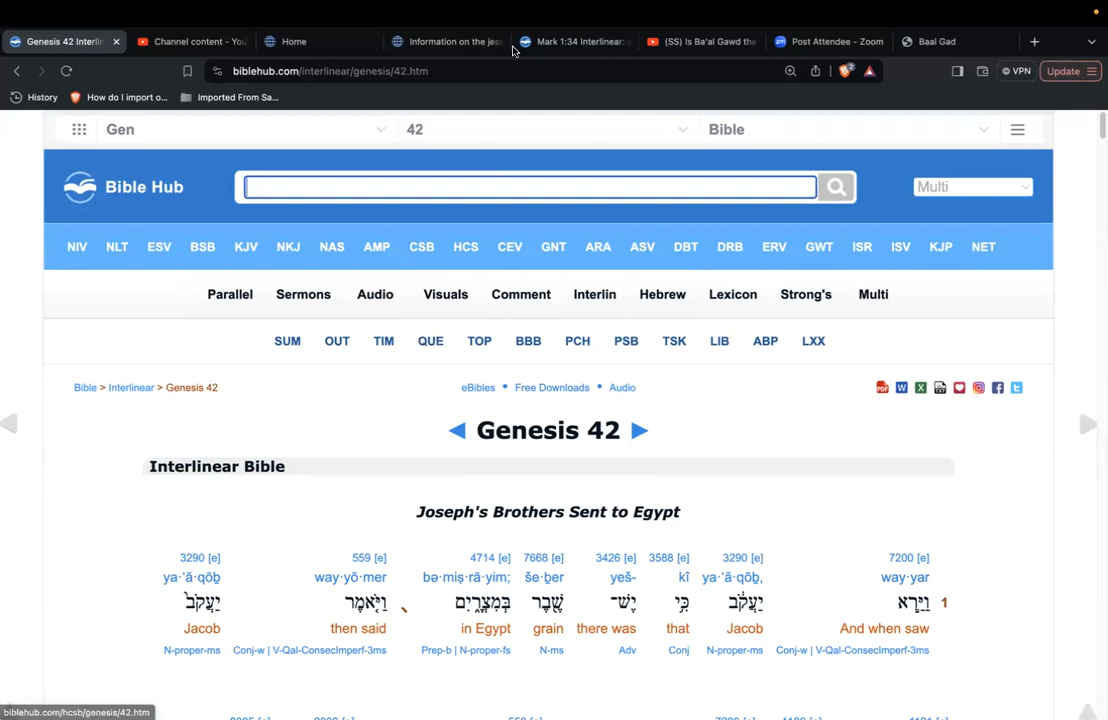 Genesis 42 Interlin
Channel content - You
Home
Information on the jesu
Mark 1:34 Interlinear: a
(SS) Is Ba'al Gawd the
Post Attendee - Zoom
Baal Gad
biblehub.com/interlinear/genesis/42.htm
VPN
Update
History
How do I import o...
Imported From Sa...
Gen
42
Bible
Bible Hub
Multi
NIV NLT ESV BSB KJV NKJ NAS AMP CSB HCS CEV GNT ARA ASV DBT DRB ERV GWT ISR ISV KJP NET
Parallel Sermons Audio Visuals Comment Interlin Hebrew Lexicon Strong's Multi
SUM OUT TIM QUE TOP BBB PCH PSB TSK LIB ABP LXX
Bible > Interlinear > Genesis 42
eBibles • Free Downloads • Audio
PDF W X TXT
◄ Genesis 42 ►
Interlinear Bible
Joseph's Brothers Sent to Egypt
3290 [e] 559 [e] 4714 [e] 7668 [e] 3426 [e] 3588 [e] 3290 [e] 7200 [e]
ya·‘ă·qōḇ way·yō·mer bə·miṣ·rā·yim; še·ḇer yeš- kî ya·‘ă·qōḇ, way·yar
1 וַיַּ֣רְא יַעֲקֹ֔ב כִּ֥י יֶשׁ־ שֶׁ֖בֶר בְּמִצְרָ֑יִם וַיֹּ֤אמֶר יַעֲקֹב֙
Jacob then said in Egypt grain there was that Jacob And when saw
N-proper-ms Conj-w | V-Qal-ConsecImperf-3ms Prep-b | N-proper-fs N-ms Adv Conj N-proper-ms Conj-w | V-Qal-ConsecImperf-3ms
biblehub.com/hcsb/genesis/42.htm